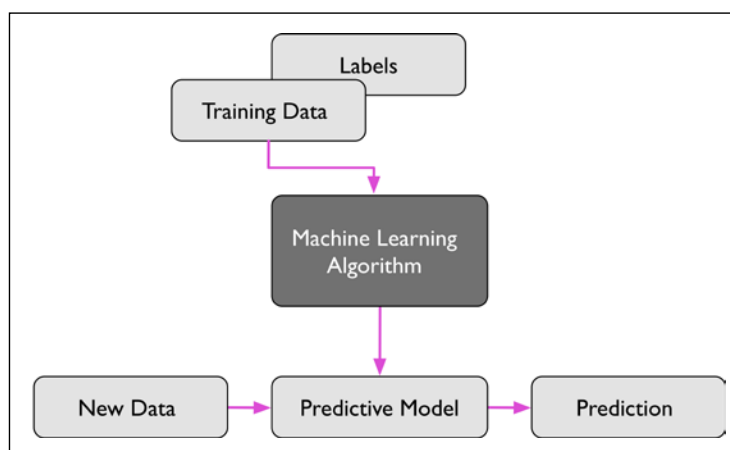 Labels
Training Data
Machine Learning
Algorithm
New Data
Predictive Model
Prediction